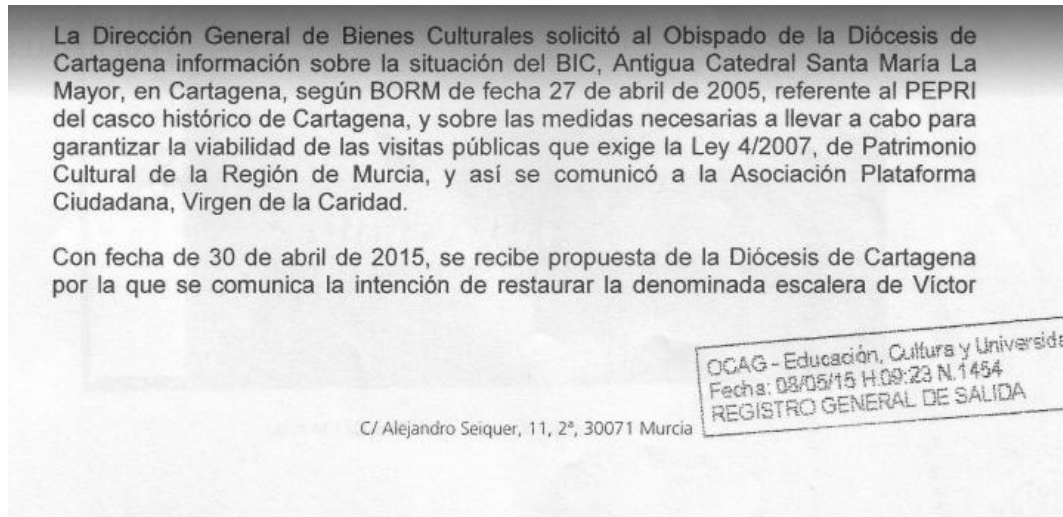 La Dirección General de Bienes Culturales solicitó al Obispado de la Diócesis de
Cartagena información sobre la situación del BIC, Antigua Catedral Santa María La
Mayor, en Cartagena, según BORM de fecha 27 de abril de 2005, referente al PEPRI
del casco histórico de Cartagena, y sobre las medidas necesarias a llevar a cabo para
garantizar la viabilidad de las visitas públicas que exige la Ley 4/2007, de Patrimonio
Cultural de la Región de Murcia, y así se comunicó a la Asociación Plataforma
Ciudadana, Virgen de la Caridad.
Con fecha de 30 de abril de 2015, se recibe propuesta de la Diócesis de Cartagena
por la que se comunica la intención de restaurar la denominada escalera de Víctor
OCAG - Educación, Cultura y Universida
Fecha: 08/05/15 H.09:23 N.1454
REGISTRO GENERAL DE SALIDA
C/ Alejandro Seiquer, 11, 2ª, 30071 Murcia